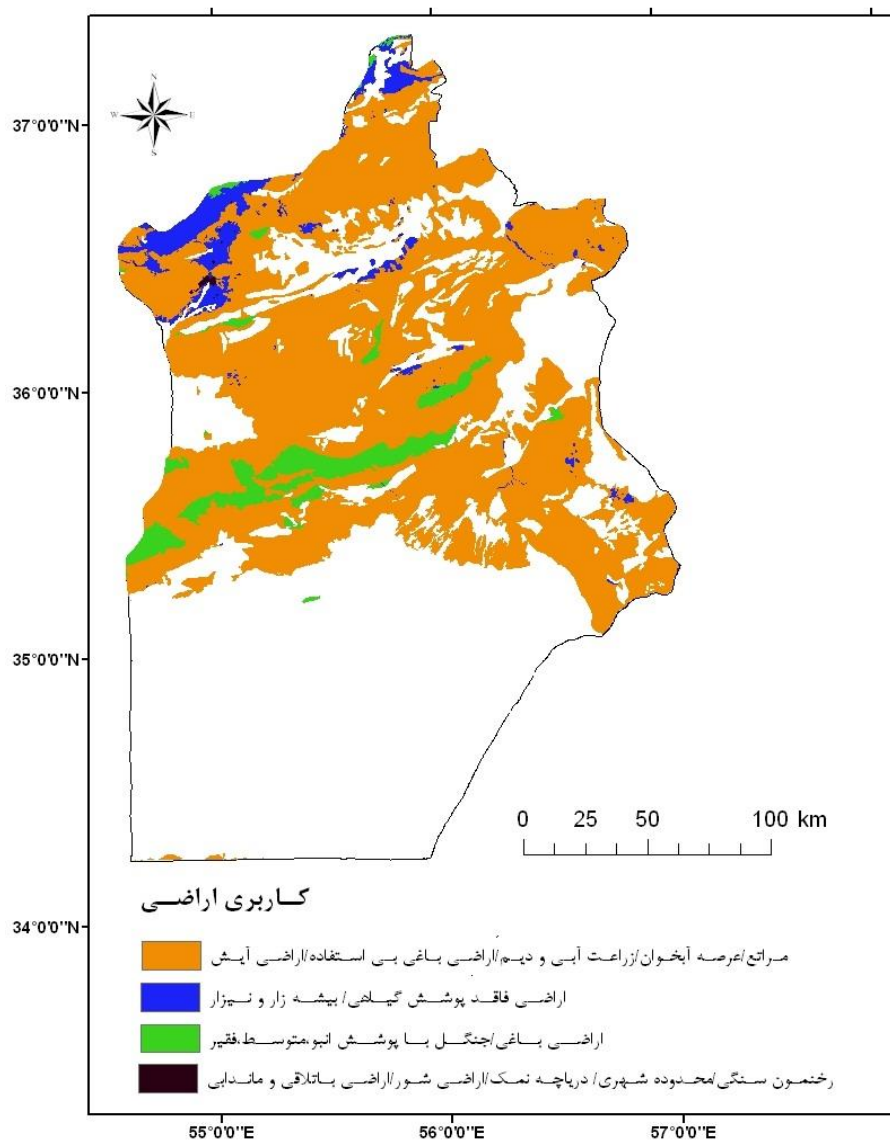 N
W
E
S
37°0'0"N
36°0'0"N
35°0'0"N
0 25 50 100 km
کاربری اراضی
34°0'0"N
مراتع/عرصه آبخوان/زراعت آبی و دیم/اراضی باغی بی استفاده/اراضی آیش
اراضی فاقد پوشش گیاهی/ بیشه زار و نیزار
اراضی باغی/جنگل با پوشش انبو،متوسط،فقیر
رخنمون سنگی/محدوده شهری/ دریاچه نمک/اراضی شور/اراضی باتلاقی و ماندابی
55°0'0"E 56°0'0"E 57°0'0"E